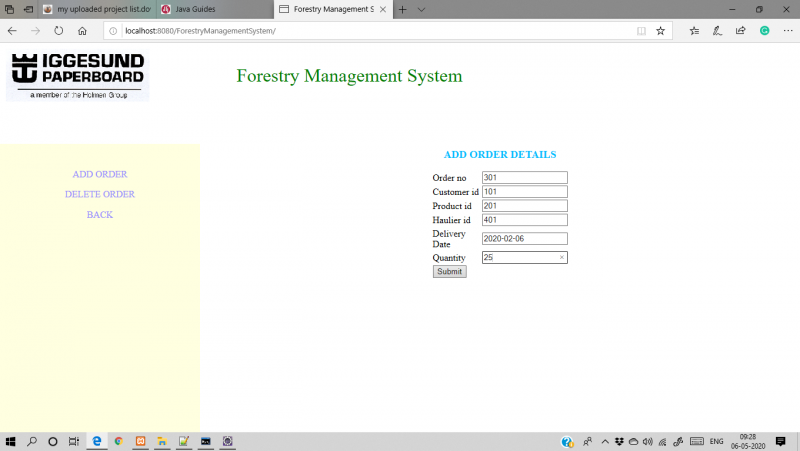 my uploaded project list.do
Java Guides
Forestry Management S
localhost:8080/ForestryManagementSystem/
IGGESUND
PAPERBOARD
a member of the Holmen Group
Forestry Management System
ADD ORDER
DELETE ORDER
BACK
ADD ORDER DETAILS
Order no 301
Customer id 101
Product id 201
Haulier id 401
Delivery
Date 2020-02-06
Quantity 25
Submit
ENG
09:28
06-05-2020